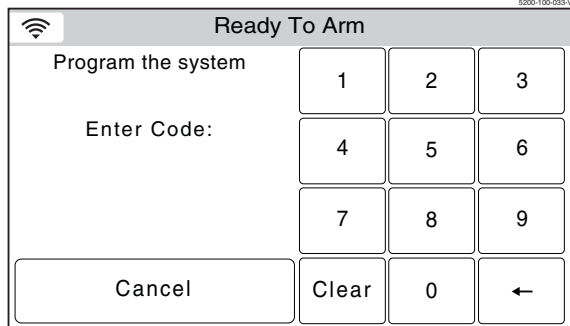 5200-100-033-V
Ready To Arm
Program the system
Enter Code:
1 2 3
4 5 6
7 8 9
Cancel Clear 0 ←